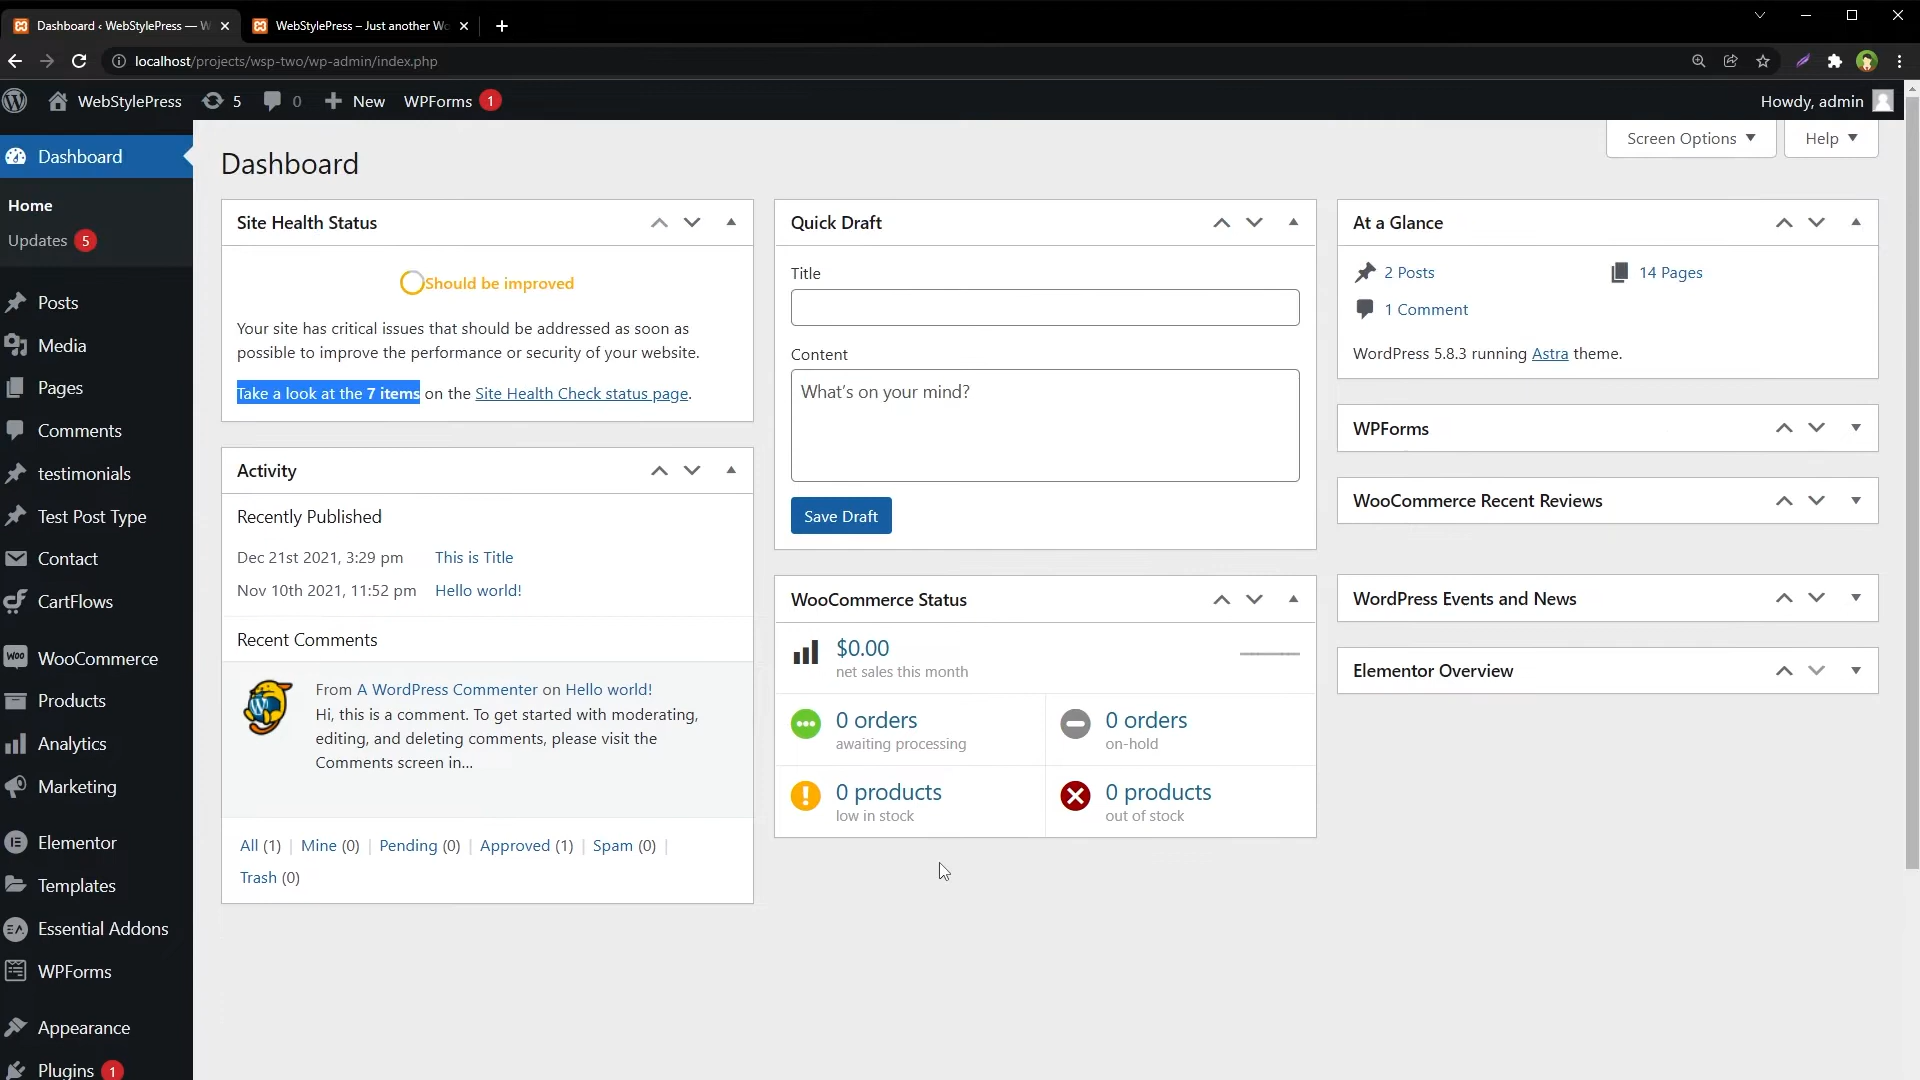 Dashboard ‹ WebStylePress — W
WebStylePress – Just another Wo
localhost/projects/wsp-two/wp-admin/index.php
WebStylePress
5
0
New
WPForms 1
Howdy, admin
Dashboard
Home
Updates 5
Posts
Media
Pages
Comments
testimonials
Test Post Type
Contact
CartFlows
WooCommerce
Products
Analytics
Marketing
Elementor
Templates
Essential Addons
WPForms
Appearance
Plugins 1
Screen Options
Help
Dashboard
Site Health Status
Should be improved
Your site has critical issues that should be addressed as soon as
possible to improve the performance or security of your website.
Take a look at the 7 items on the Site Health Check status page.
Activity
Recently Published
Dec 21st 2021, 3:29 pm This is Title
Nov 10th 2021, 11:52 pm Hello world!
Recent Comments
From A WordPress Commenter on Hello world!
Hi, this is a comment. To get started with moderating,
editing, and deleting comments, please visit the
Comments screen in...
All (1) | Mine (0) | Pending (0) | Approved (1) | Spam (0) |
Trash (0)
Quick Draft
Title
Content
What's on your mind?
Save Draft
WooCommerce Status
$0.00
net sales this month
0 orders
awaiting processing
0 orders
on-hold
0 products
low in stock
0 products
out of stock
At a Glance
2 Posts
14 Pages
1 Comment
WordPress 5.8.3 running Astra theme.
WPForms
WooCommerce Recent Reviews
WordPress Events and News
Elementor Overview